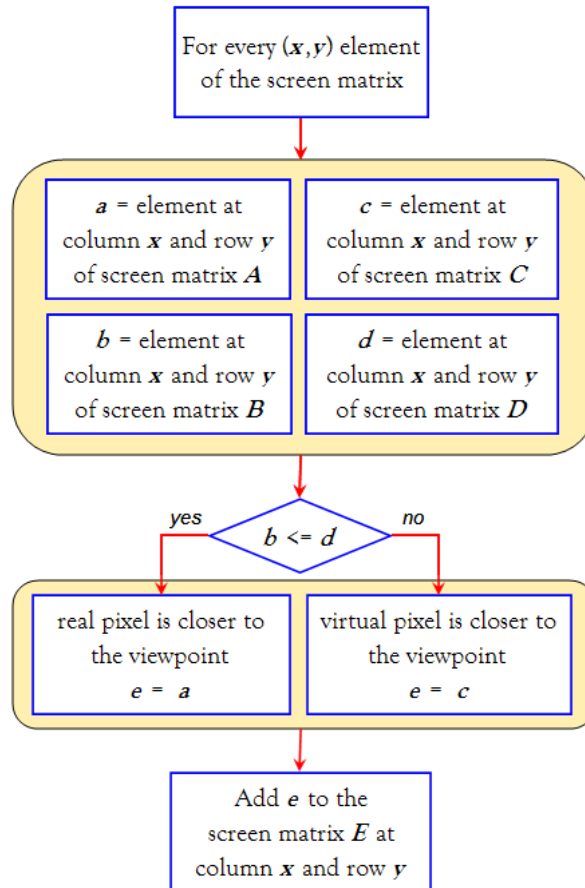 For every (x,y) element
of the screen matrix
a = element at
column x and row y
of screen matrix A
c = element at
column x and row y
of screen matrix C
b = element at
column x and row y
of screen matrix B
d = element at
column x and row y
of screen matrix D
yes
b <= d
no
real pixel is closer to
the viewpoint
e = a
virtual pixel is closer to
the viewpoint
e = c
Add e to the
screen matrix E at
column x and row y